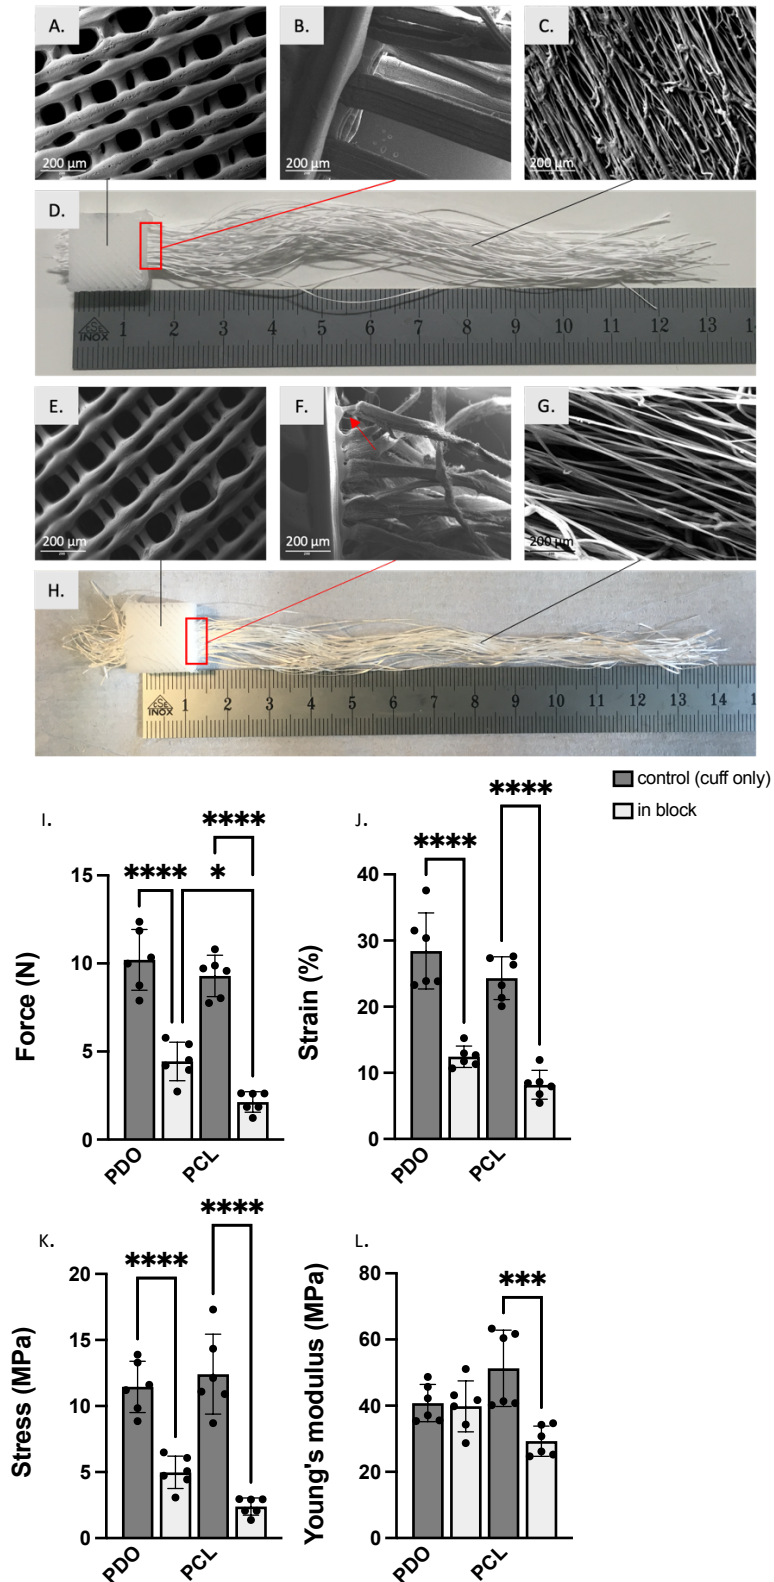 A.
B.
C.
200 µm
200 µm
200 µm
D.
ESE
INOX
1 2 3 4 5 6 7 8 9 10 11 12 13 14
E.
F.
G.
200 µm
200 µm
200 µm
H.
ESE
INOX
1 2 3 4 5 6 7 8 9 10 11 12 13 14 1
control (cuff only)
in block
I.
J.
**** * ****
**** ****
Force (N)
15
10
5
0
PDO
PCL
Strain (%)
40
30
20
10
0
PDO
PCL
K.
L.
**** ****
***
Stress (MPa)
20
15
10
5
0
PDO
PCL
Young's modulus (MPa)
80
60
40
20
0
PDO
PCL